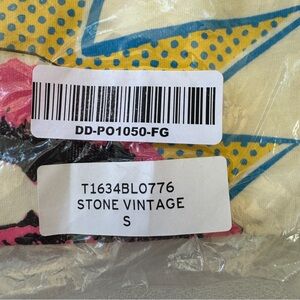 DD-PO1050-FG
T1634BL0776
STONE VINTAGE
S